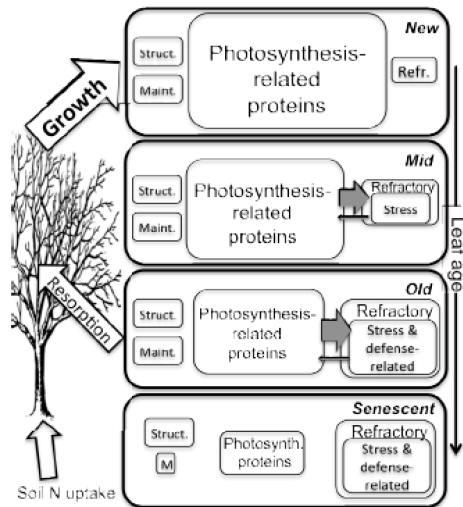 New
Struct.
Maint.
Photosynthesis-
related
proteins
Refr.
Growth
Mid
Struct.
Maint.
Photosynthesis-
related
proteins
Refractory
Stress
Leaf age
Old
Struct.
Maint.
Photosynthesis-
related
proteins
Refractory
Stress &
defense-
related
Resorption
Senescent
Struct.
M
Photosynth.
proteins
Refractory
Stress &
defense-
related
Soil N uptake